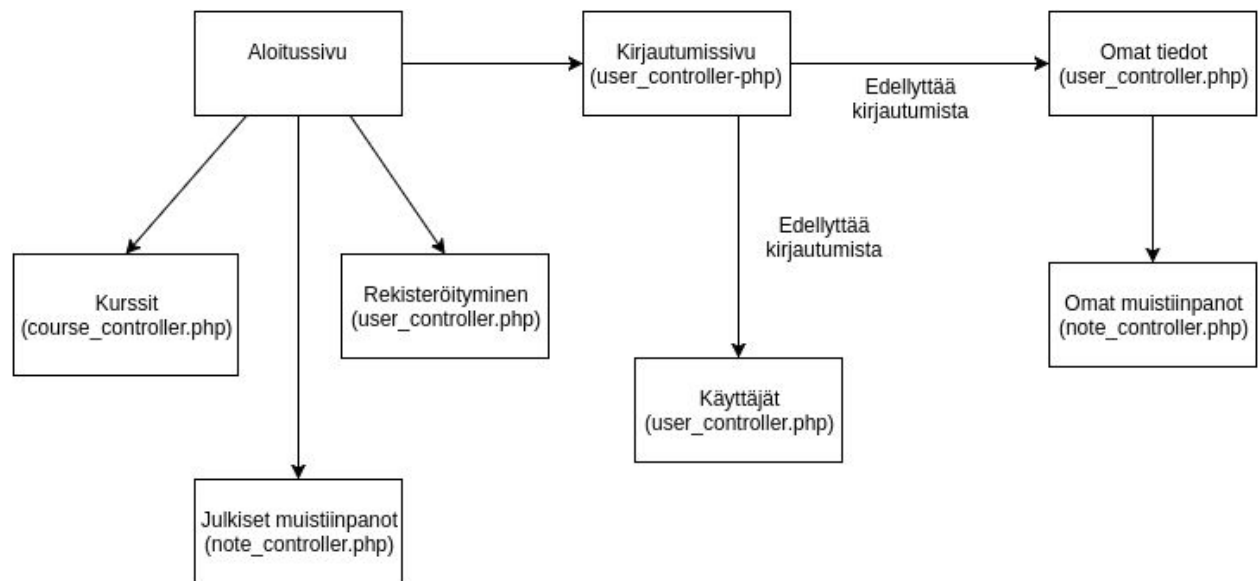 Aloitussivu
Kirjautumissivu
(user_controller-php)
Omat tiedot
(user_controller.php)
Edellyttää
kirjautumista
Edellyttää
kirjautumista
Kurssit
(course_controller.php)
Rekisteröityminen
(user_controller.php)
Omat muistiinpanot
(note_controller.php)
Käyttäjät
(user_controller.php)
Julkiset muistiinpanot
(note_controller.php)